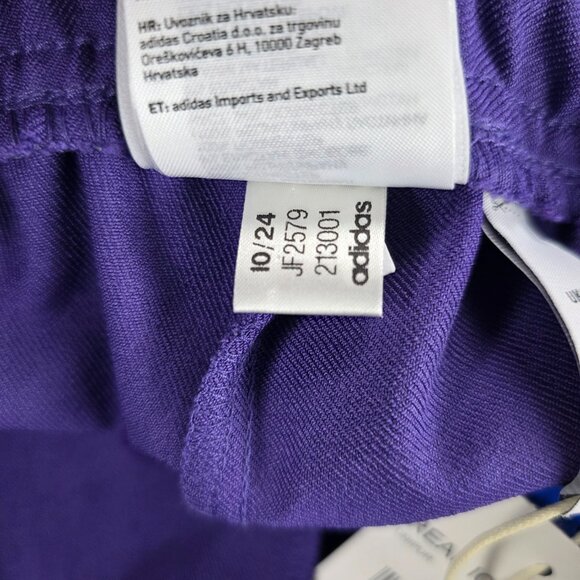 HR: Uvoznik za Hrvatsku:
adidas Croatia d.o.o. za trgovinu
Oreškovićeva 6 H, 10000 Zagreb
Hrvatska
ET: adidas Imports and Exports Ltd
10/24
JF2579
213001
adidas